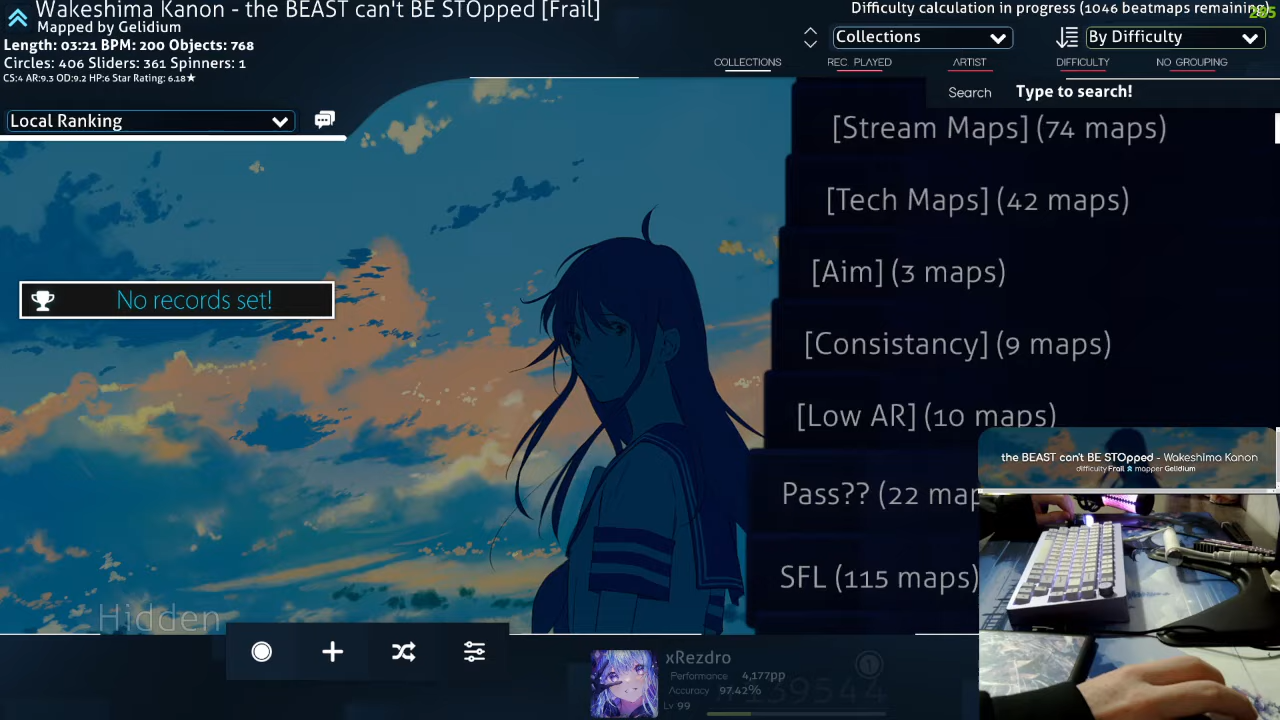 Wakeshima Kanon - the BEAST can't BE STOpped [Frail]
Mapped by Gelidium
Length: 03:21 BPM: 200 Objects: 768
Circles: 406 Sliders: 361 Spinners: 1
CS:4 AR:9.3 OD:9.2 HP:6 Star Rating: 6.18★
Difficulty calculation in progress (1046 beatmaps remaining)
Collections
By Difficulty
COLLECTIONS
REC PLAYED
ARTIST
DIFFICULTY
NO GROUPING
Search
Type to search!
Local Ranking
No records set!
[Stream Maps] (74 maps)
[Tech Maps] (42 maps)
[Aim] (3 maps)
[Consistancy] (9 maps)
[Low AR] (10 maps)
Pass?? (22 map
SFL (115 maps)
the BEAST can't BE STOpped - Wakeshima Kanon
difficulty Frail mapper Gelidium
Hidden
xRezdro
Performance 4,177pp
Accuracy 97.42%
Lv 99
1